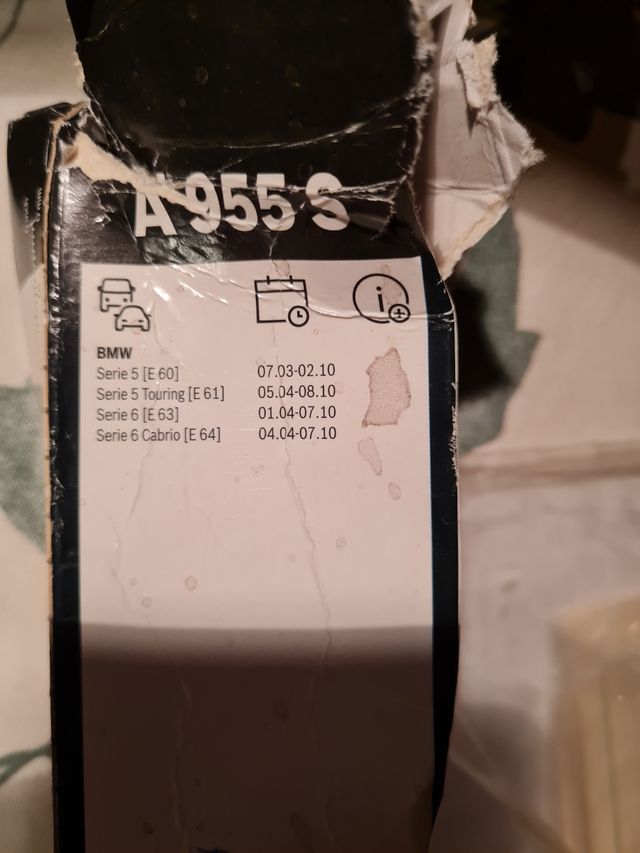 A 955 S
BMW
Serie 5 [E 60] 07.03-02.10
Serie 5 Touring [E 61] 05.04-08.10
Serie 6 [E 63] 01.04-07.10
Serie 6 Cabrio [E 64] 04.04-07.10